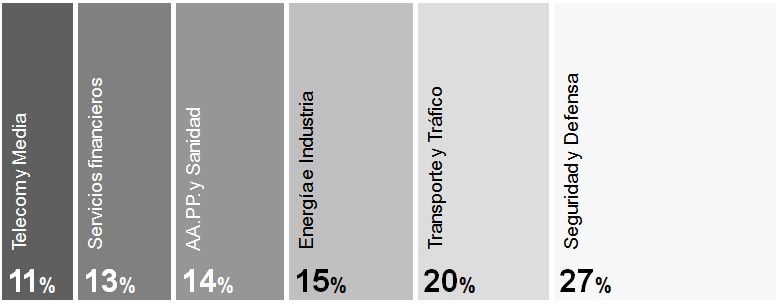 Telecom y Media
11%
Servicios financieros
13%
AA.PP. y Sanidad
14%
Energía e Industria
15%
Transporte y Tráfico
20%
Seguridad y Defensa
27%